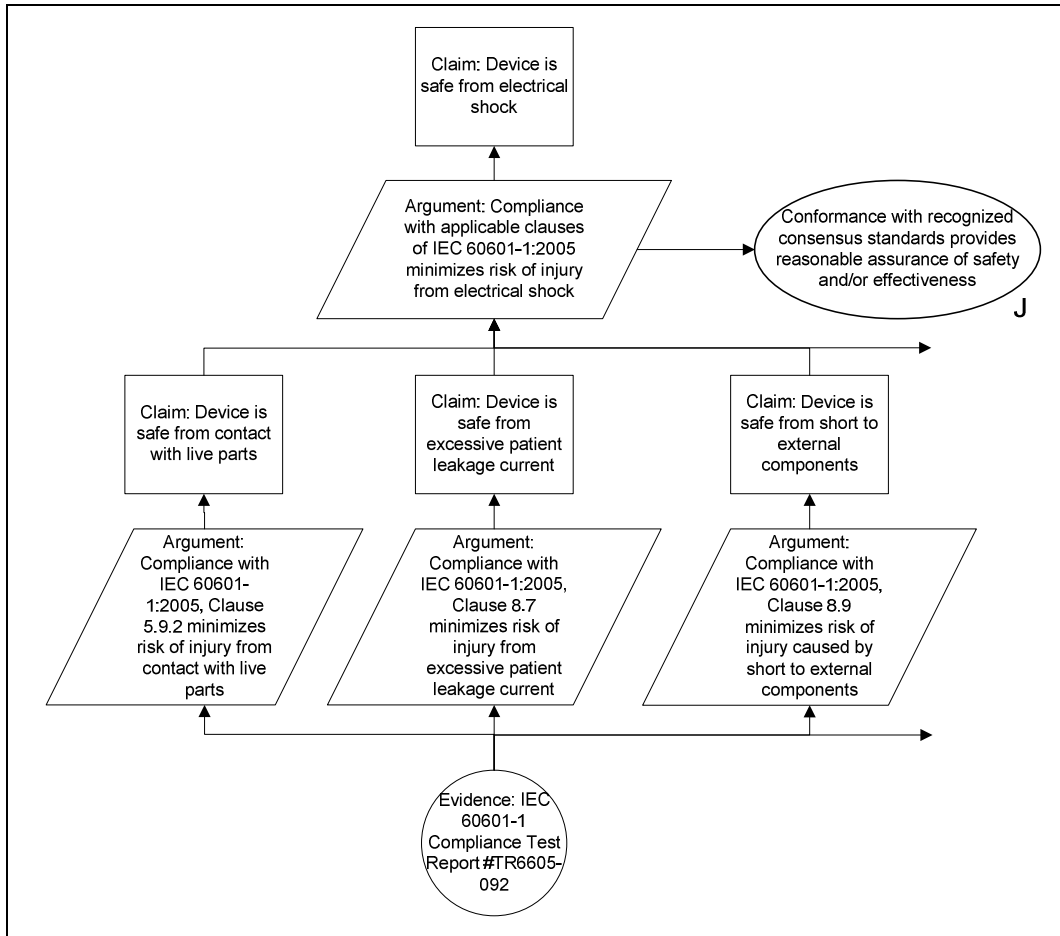 Claim: Device is
safe from electrical
shock
Argument: Compliance
with applicable clauses
of IEC 60601-1:2005
minimizes risk of injury
from electrical shock
Conformance with recognized
consensus standards provides
reasonable assurance of safety
and/or effectiveness
J
Claim: Device is
safe from contact
with live parts
Claim: Device is
safe from
excessive patient
leakage current
Claim: Device is
safe from short to
external
components
Argument:
Compliance with
IEC 60601-
1:2005, Clause
5.9.2 minimizes
risk of injury from
contact with live
parts
Argument:
Compliance with
IEC 60601-1:2005,
Clause 8.7
minimizes risk of
injury from
excessive patient
leakage current
Argument:
Compliance with
IEC 60601-1:2005,
Clause 8.9
minimizes risk of
injury caused by
short to external
components
Evidence: IEC
60601-1
Compliance Test
Report #TR6605-
092